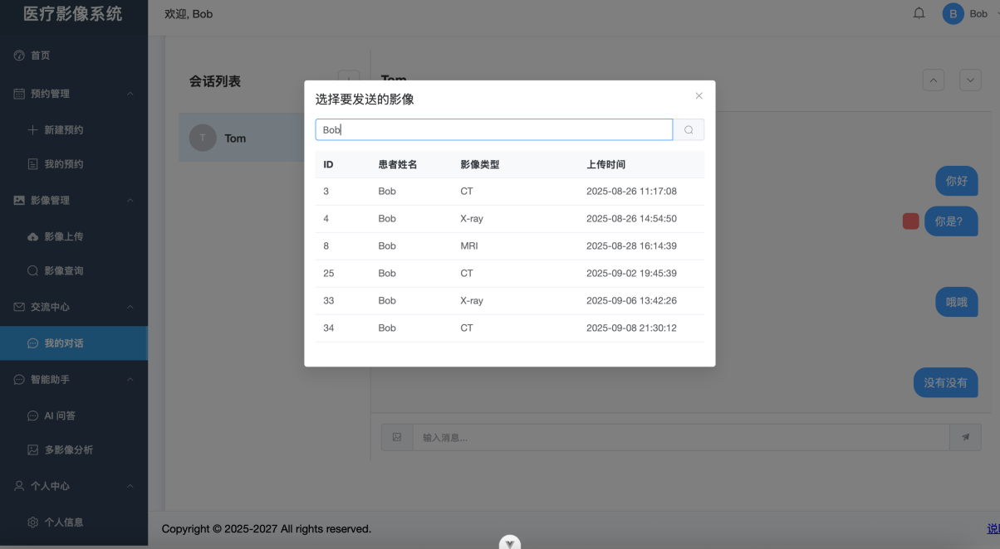 医疗影像系统
欢迎, Bob
B
Bob
首页
预约管理
新建预约
我的预约
影像管理
影像上传
影像查询
交流中心
我的对话
智能助手
AI 问答
多影像分析
个人中心
个人信息
会话列表
T
Tom
Tom
选择要发送的影像
Bob
ID 患者姓名 影像类型 上传时间
3 Bob CT 2025-08-26 11:17:08
4 Bob X-ray 2025-08-26 14:54:50
8 Bob MRI 2025-08-28 16:14:39
25 Bob CT 2025-09-02 19:45:39
33 Bob X-ray 2025-09-06 13:42:26
34 Bob CT 2025-09-08 21:30:12
你好
你是?
哦哦
没有没有
输入消息...
Copyright © 2025-2027 All rights reserved.